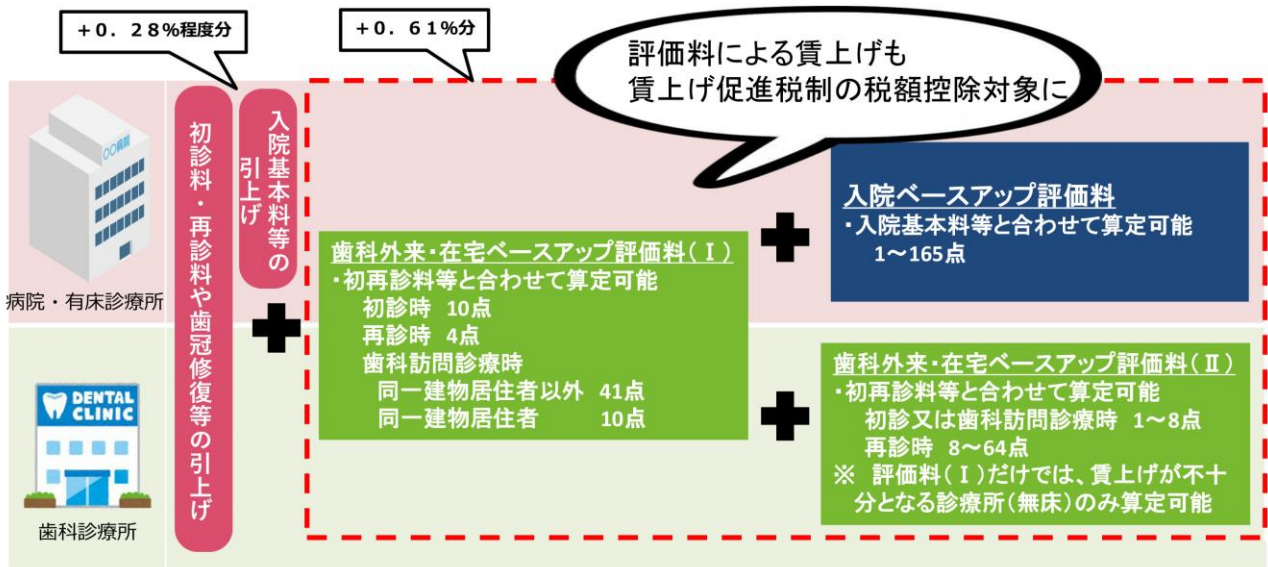 +0.28%程度分
+0.61%分
評価料による賃上げも
賃上げ促進税制の税額控除対象に
〇〇病院
病院・有床診療所
初診料・再診料や歯冠修復等の引上げ
入院基本料等の
引上げ
歯科外来・在宅ベースアップ評価料(Ⅰ)
・初再診料等と合わせて算定可能
初診時 10点
再診時 4点
歯科訪問診療時
同一建物居住者以外 41点
同一建物居住者 10点
入院ベースアップ評価料
・入院基本料等と合わせて算定可能
1~165点
DENTAL
CLINIC
歯科診療所
歯科外来・在宅ベースアップ評価料(Ⅱ)
・初再診料等と合わせて算定可能
初診又は歯科訪問診療時 1~8点
再診時 8~64点
※ 評価料(Ⅰ)だけでは、賃上げが不十
分となる診療所(無床)のみ算定可能